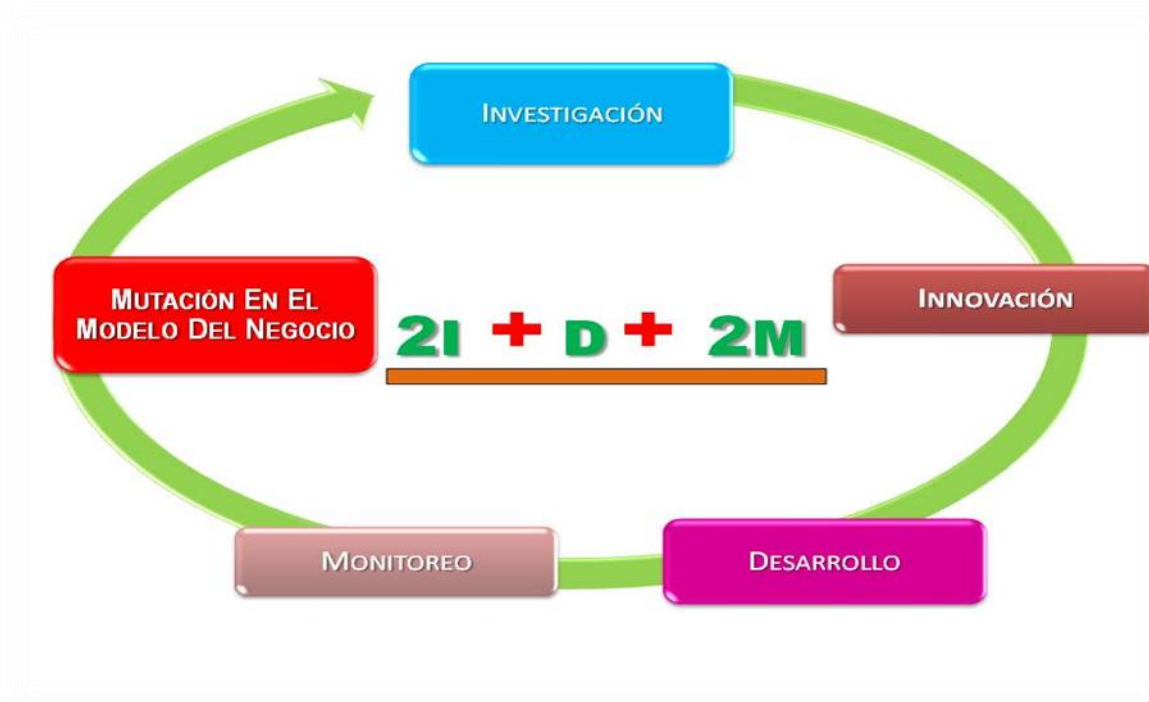 INVESTIGACIÓN
INNOVACIÓN
MUTACIÓN EN EL
MODELO DEL NEGOCIO
2I + D + 2M
MONITOREO
DESARROLLO